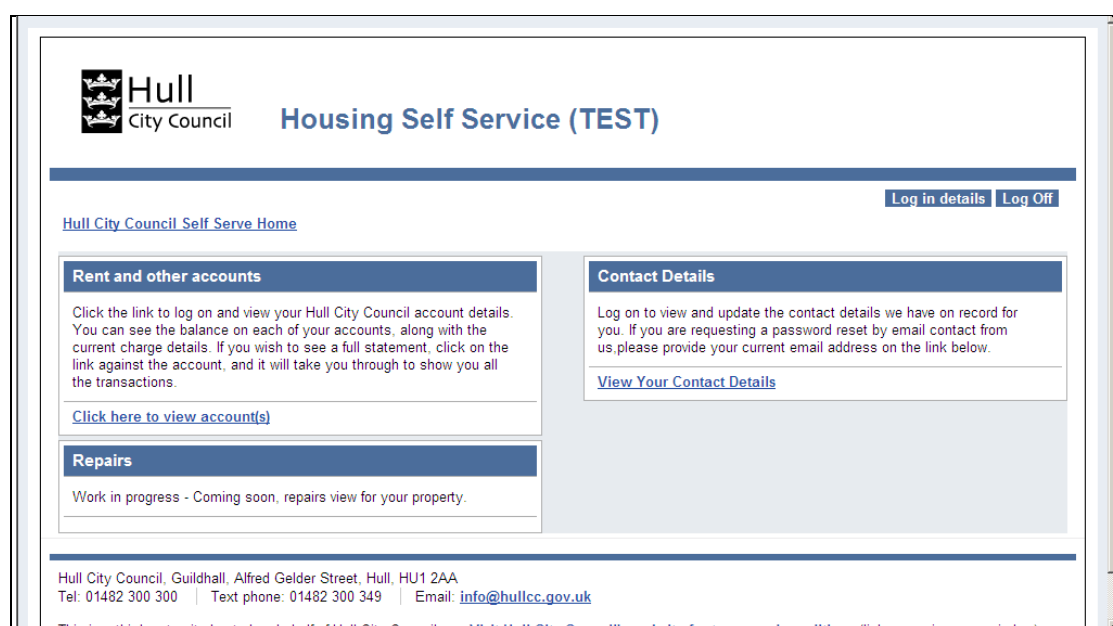 Hull
City Council
Housing Self Service (TEST)
Log in details Log Off
Hull City Council Self Serve Home
Rent and other accounts
Click the link to log on and view your Hull City Council account details.
You can see the balance on each of your accounts, along with the
current charge details. If you wish to see a full statement, click on the
link against the account, and it will take you through to show you all
the transactions.
Click here to view account(s)
Contact Details
Log on to view and update the contact details we have on record for
you. If you are requesting a password reset by email contact from
us,please provide your current email address on the link below.
View Your Contact Details
Repairs
Work in progress - Coming soon, repairs view for your property.
Hull City Council, Guildhall, Alfred Gelder Street, Hull, HU1 2AA
Tel: 01482 300 300 | Text phone: 01482 300 349 | Email: info@hullcc.gov.uk